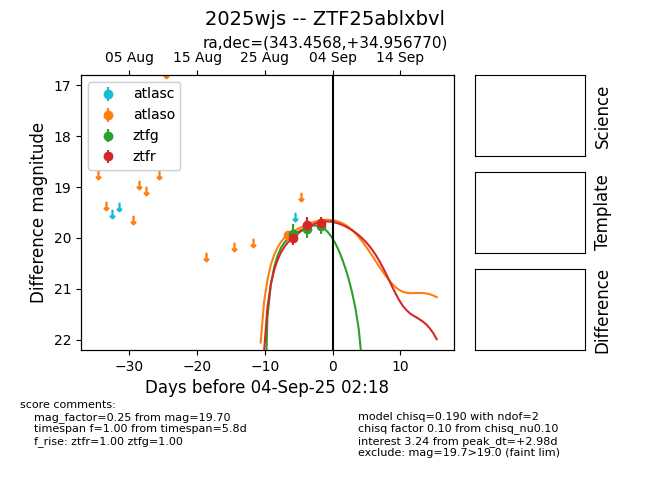 2025wjs -- ZTF25ablxbvl
ra,dec=(343.4568,+34.956770)
05 Aug 15 Aug 25 Aug 04 Sep 14 Sep
17
18
19
20
21
22
Difference magnitude
atlasc
atlaso
ztfg
ztfr
−30 −20 −10 0 10
Days before 04-Sep-25 02:18
Science
Template
Difference
score comments:
mag_factor=0.25 from mag=19.70
timespan f=1.00 from timespan=5.8d
f_rise: ztfr=1.00 ztfg=1.00
model chisq=0.190 with ndof=2
chisq factor 0.10 from chisq_nu0.10
interest 3.24 from peak_dt=+2.98d
exclude: mag=19.7>19.0 (faint lim)